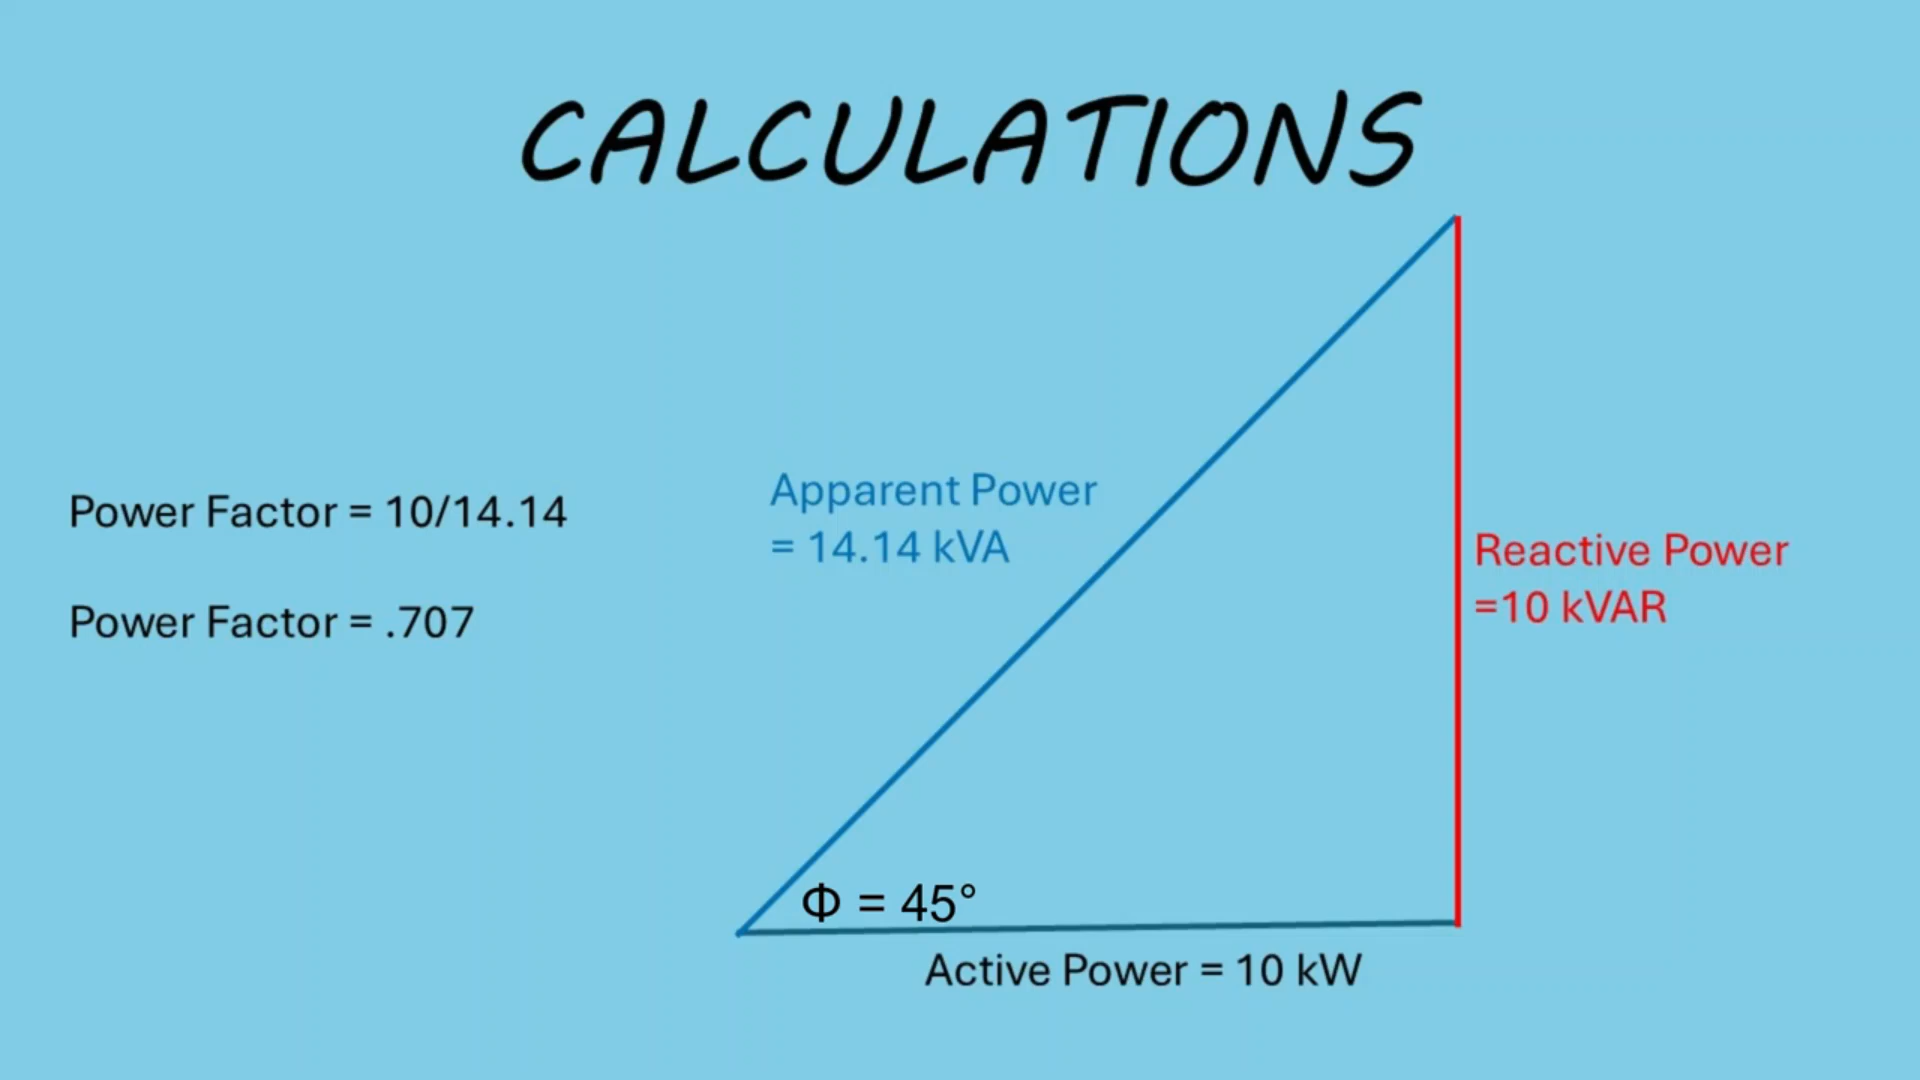 CALCULATIONS
Power Factor = 10/14.14
Power Factor = .707
Apparent Power
= 14.14 kVA
Reactive Power
=10 kVAR
Φ = 45°
Active Power = 10 kW